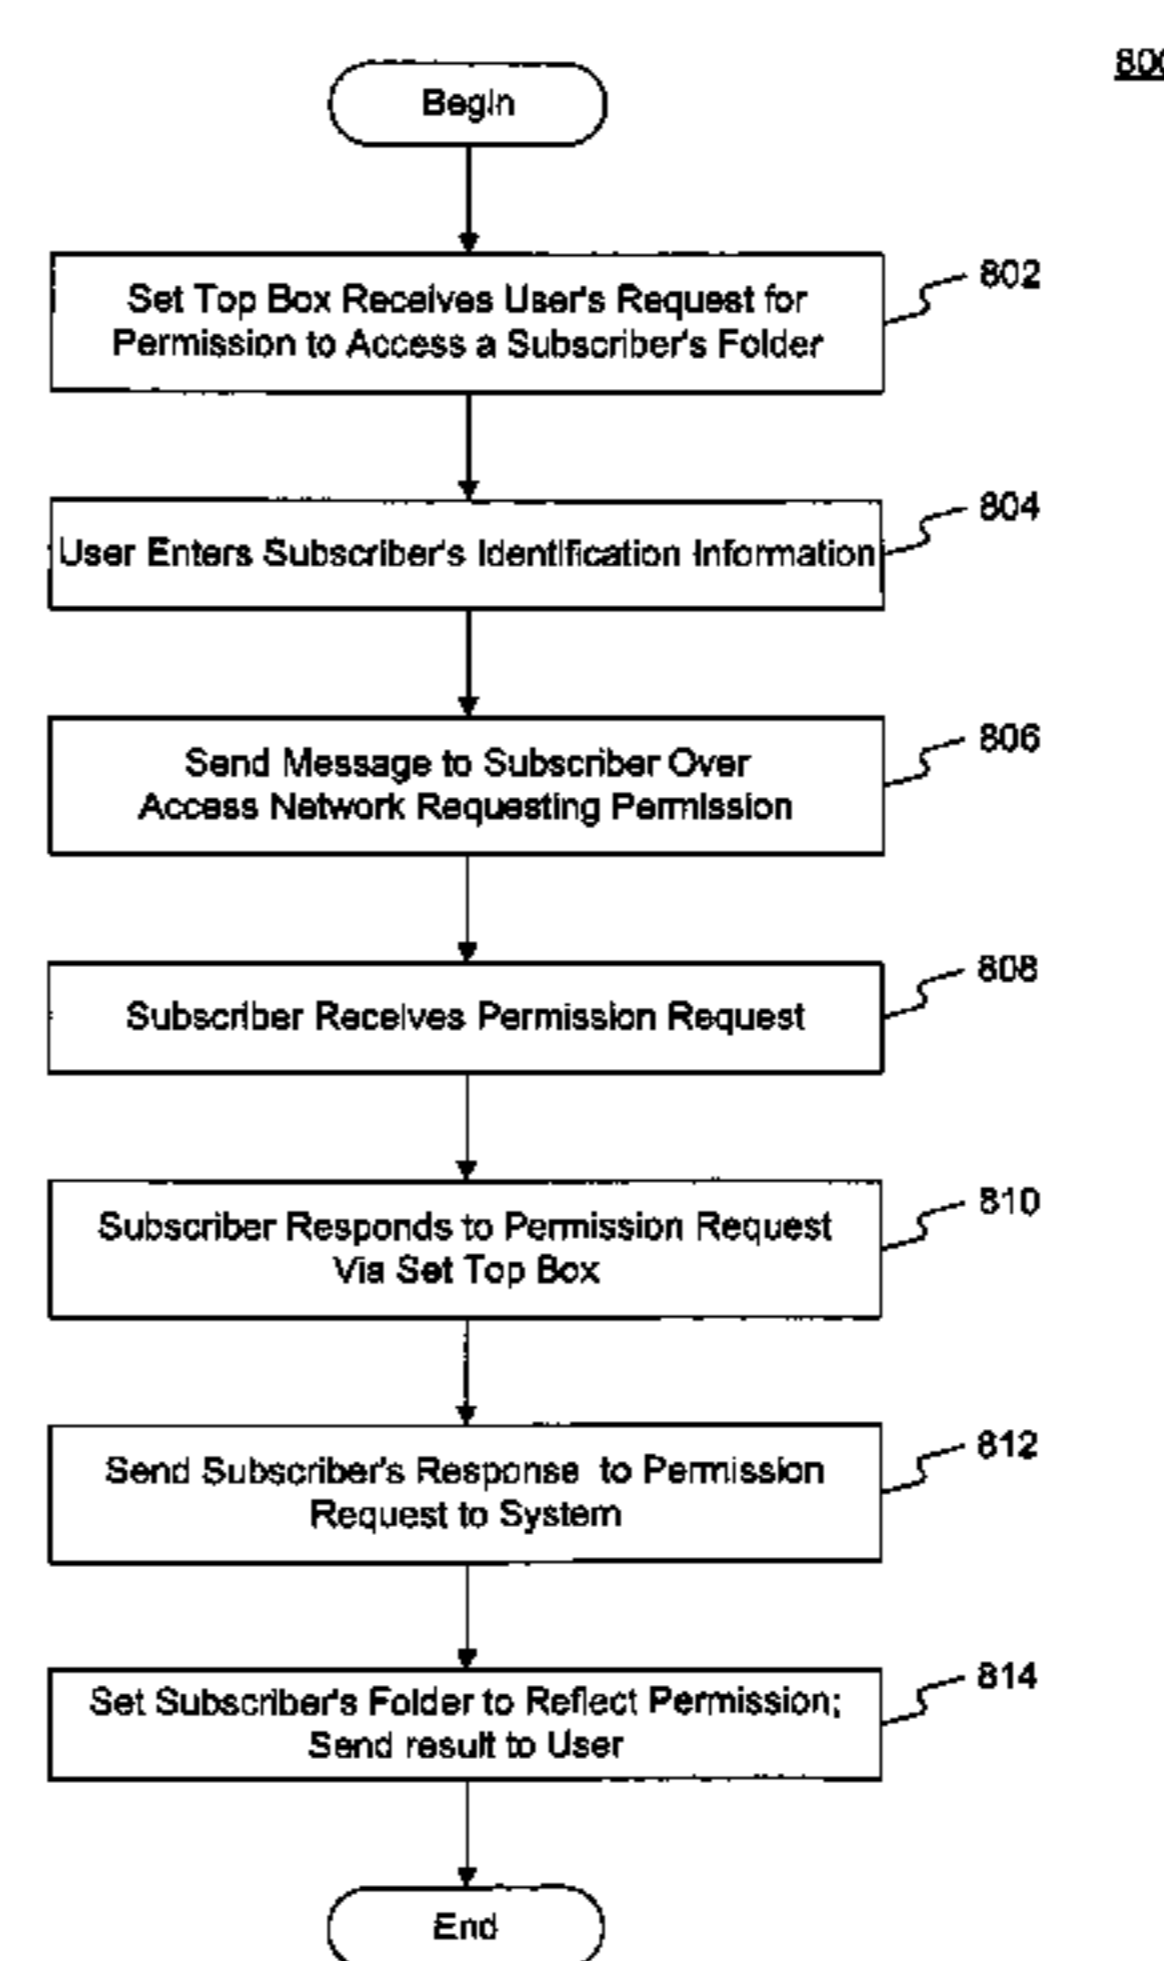 800
Begin
802
Set Top Box Receives User's Request for
Permission to Access a Subscriber's Folder
804
User Enters Subscriber's Identification Information
806
Send Message to Subscriber Over
Access Network Requesting Permission
808
Subscriber Receives Permission Request
810
Subscriber Responds to Permission Request
Via Set Top Box
812
Send Subscriber's Response to Permission
Request to System
814
Set Subscriber's Folder to Reflect Permission;
Send result to User
End